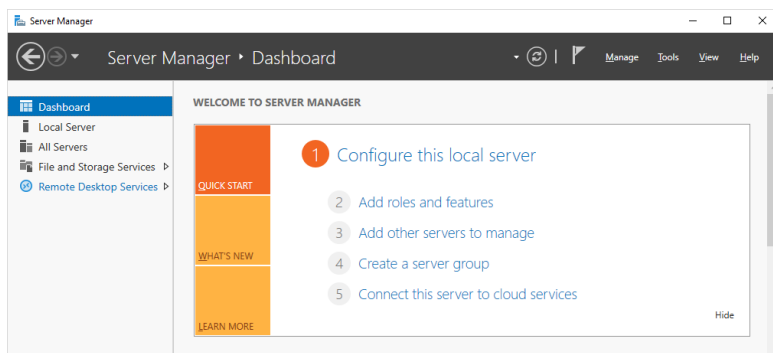 Server Manager
Server Manager ‣ Dashboard
Manage Tools View Help
Dashboard
Local Server
All Servers
File and Storage Services
Remote Desktop Services
WELCOME TO SERVER MANAGER
QUICK START
WHAT'S NEW
LEARN MORE
1 Configure this local server
2 Add roles and features
3 Add other servers to manage
4 Create a server group
5 Connect this server to cloud services
Hide